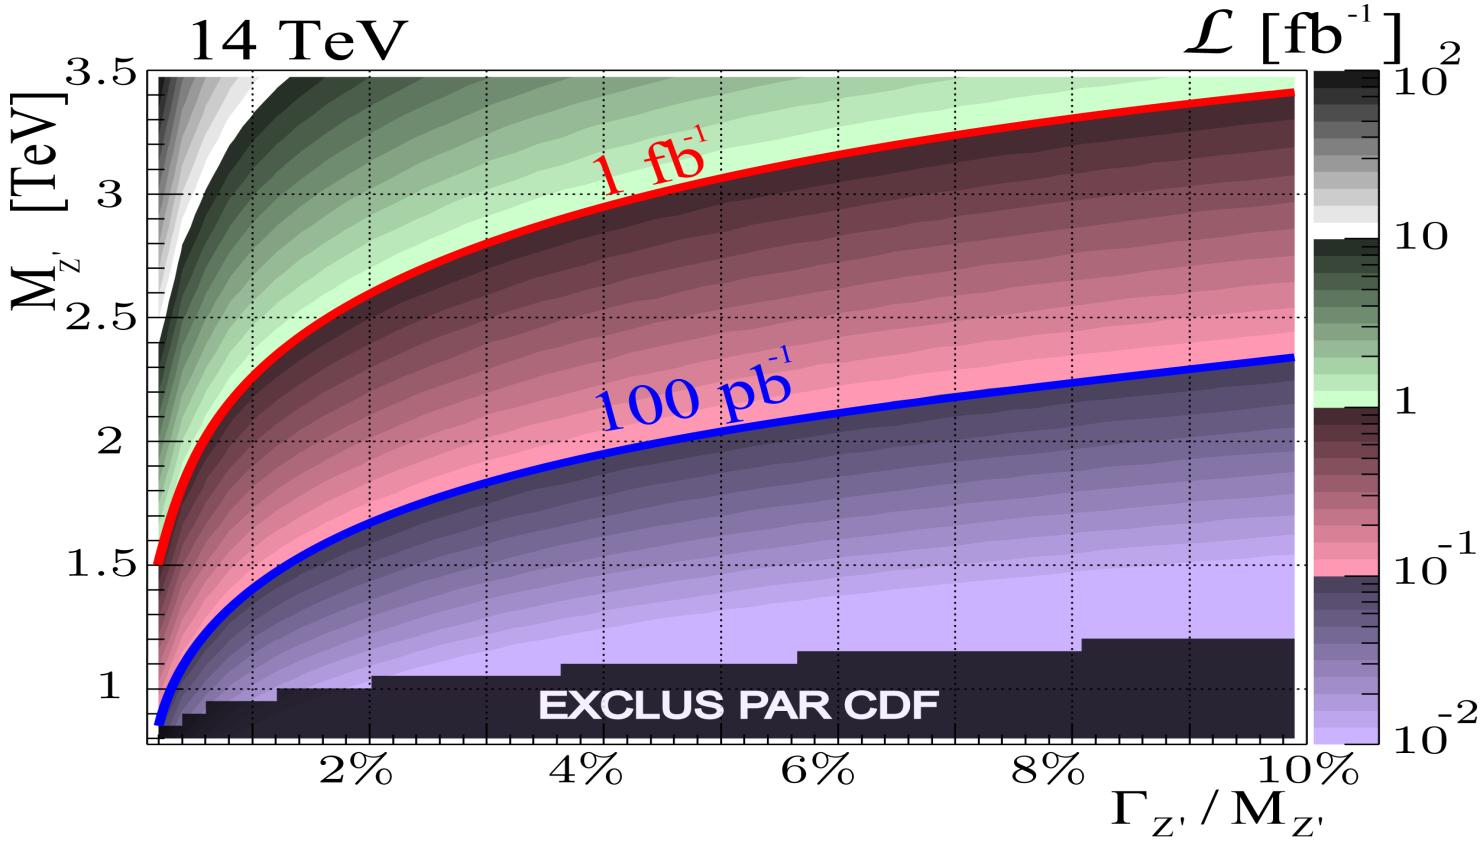 14 TeV
ℒ [fb⁻¹]
M_Z' [TeV]
3.5
3
2.5
2
1.5
1
1 fb⁻¹
100 pb⁻¹
EXCLUS PAR CDF
10²
10
1
10⁻¹
10⁻²
2% 4% 6% 8% 10%
Γ_Z' / M_Z'